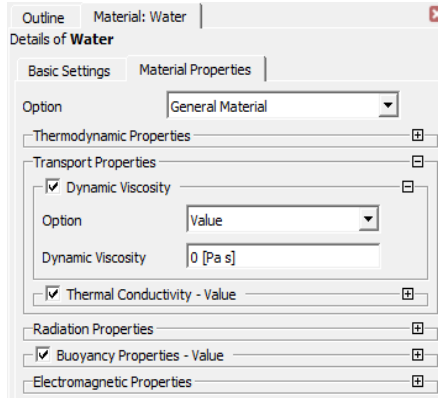 Outline Material: Water
Details of Water
Basic Settings Material Properties
Option General Material
Thermodynamic Properties
Transport Properties
Dynamic Viscosity
Option Value
Dynamic Viscosity 0 [Pa s]
Thermal Conductivity - Value
Radiation Properties
Buoyancy Properties - Value
Electromagnetic Properties